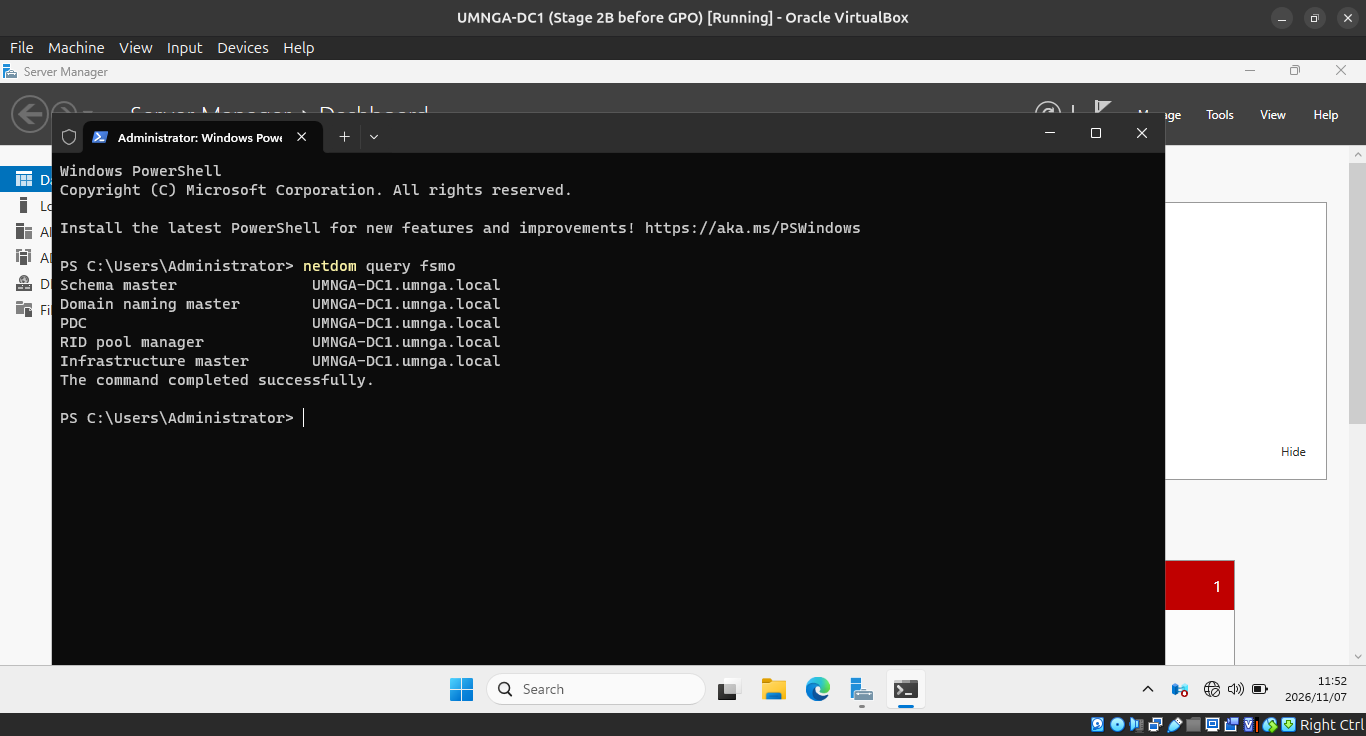 UMNGA-DC1 (Stage 2B before GPO) [Running] - Oracle VirtualBox
File Machine View Input Devices Help
Server Manager
Tools View Help
Administrator: Windows Pow
Windows PowerShell
Copyright (C) Microsoft Corporation. All rights reserved.
Install the latest PowerShell for new features and improvements! https://aka.ms/PSWindows
PS C:\Users\Administrator> netdom query fsmo
Schema master UMNGA-DC1.umnga.local
Domain naming master UMNGA-DC1.umnga.local
PDC UMNGA-DC1.umnga.local
RID pool manager UMNGA-DC1.umnga.local
Infrastructure master UMNGA-DC1.umnga.local
The command completed successfully.
PS C:\Users\Administrator>
Hide
1
Search
11:52
2026/11/07
Right Ctrl